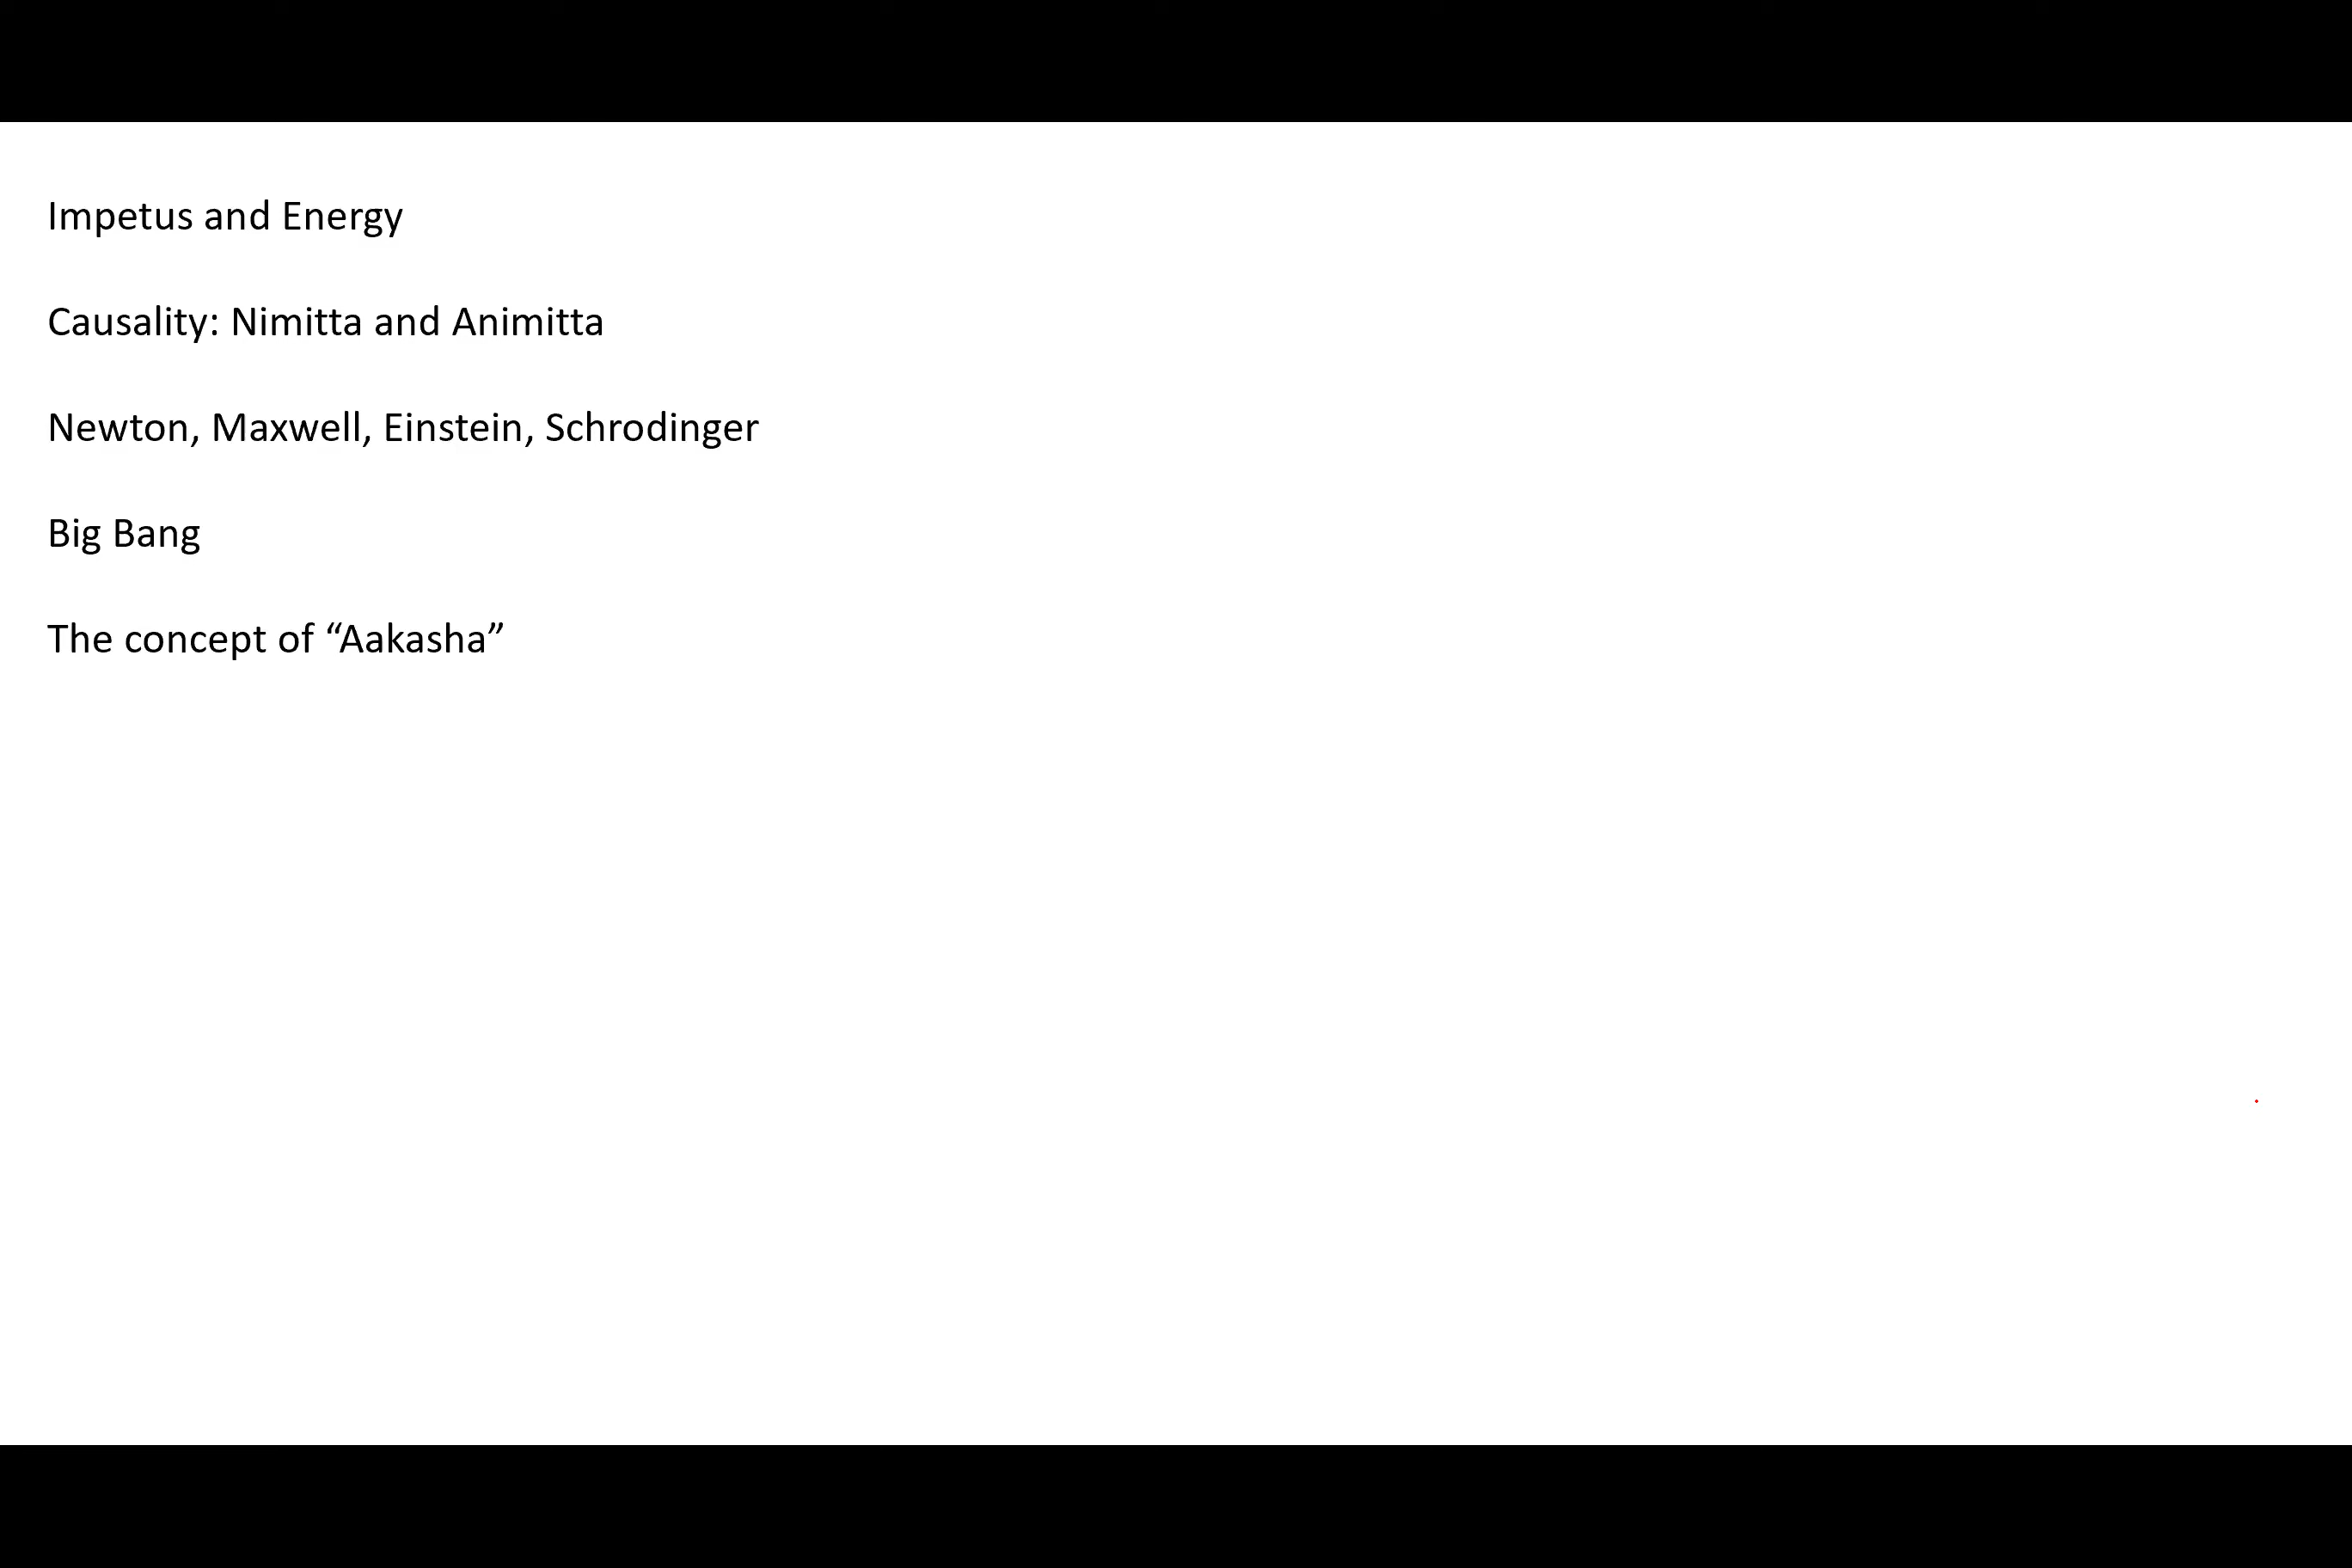 Impetus and Energy
Causality: Nimitta and Animitta
Newton, Maxwell, Einstein, Schrodinger
Big Bang
The concept of “Aakasha”